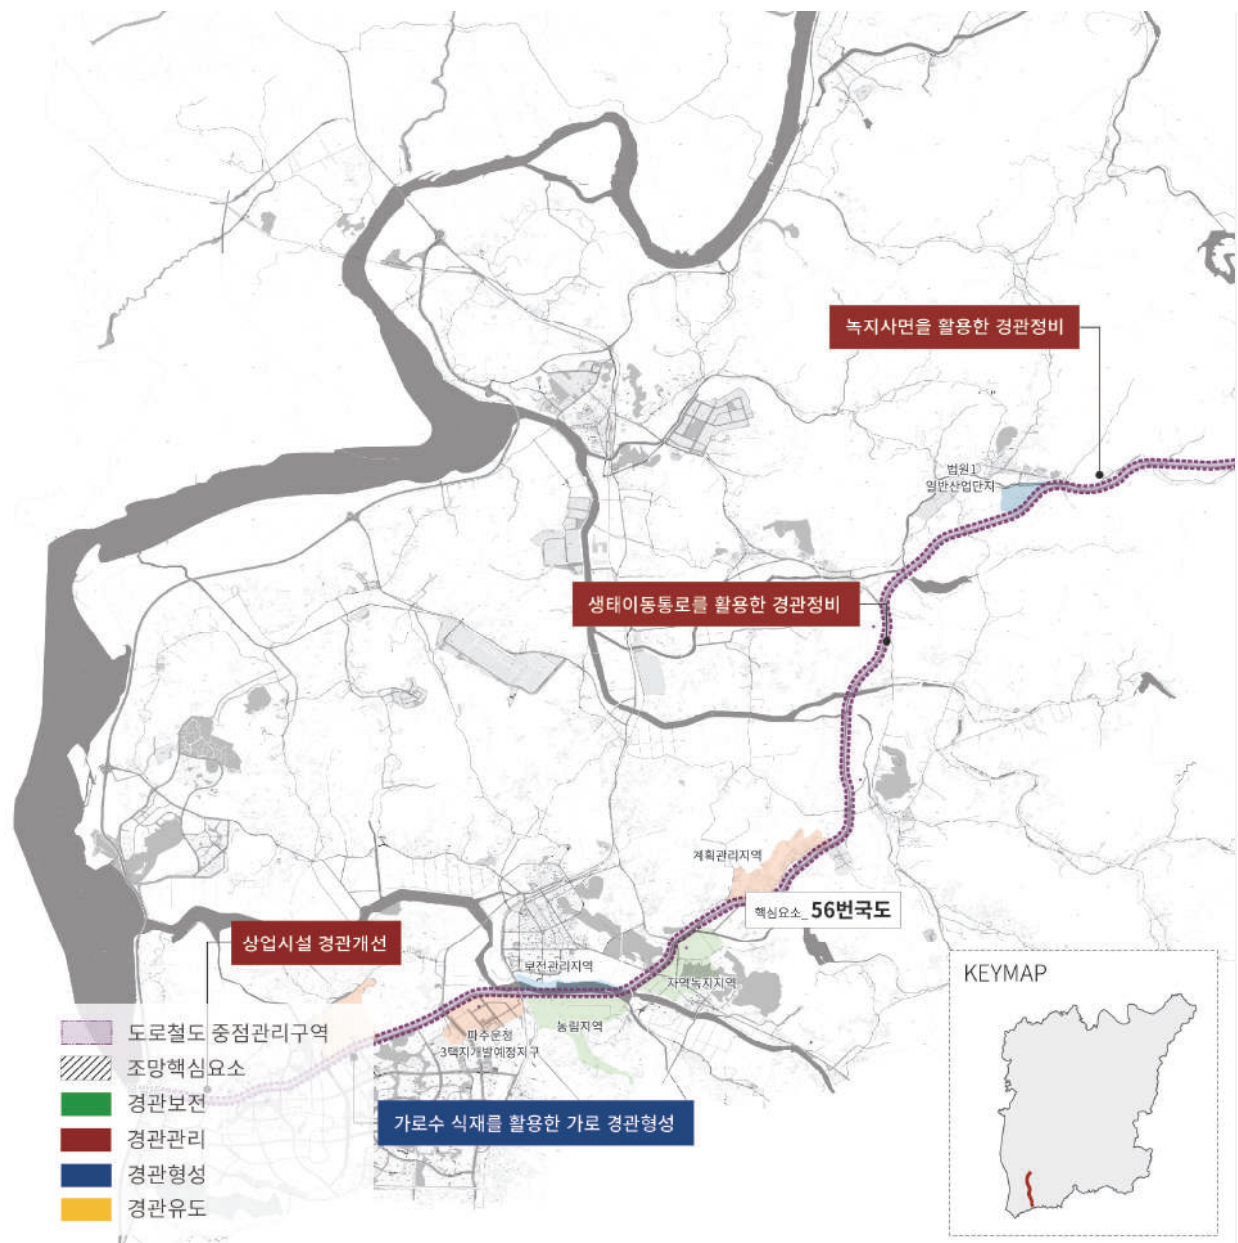 녹지사면을 활용한 경관정비
법원1
일반산업단지
생태이동통로를 활용한 경관정비
계획관리지역
핵심요소_ 56번국도
상업시설 경관개선
보전관리지역
자역녹지지역
농림지역
파주운정
3택지개발예정지구
가로수 식재를 활용한 가로 경관형성
도로철도 중점관리구역
조망핵심요소
경관보전
경관관리
경관형성
경관유도
KEYMAP